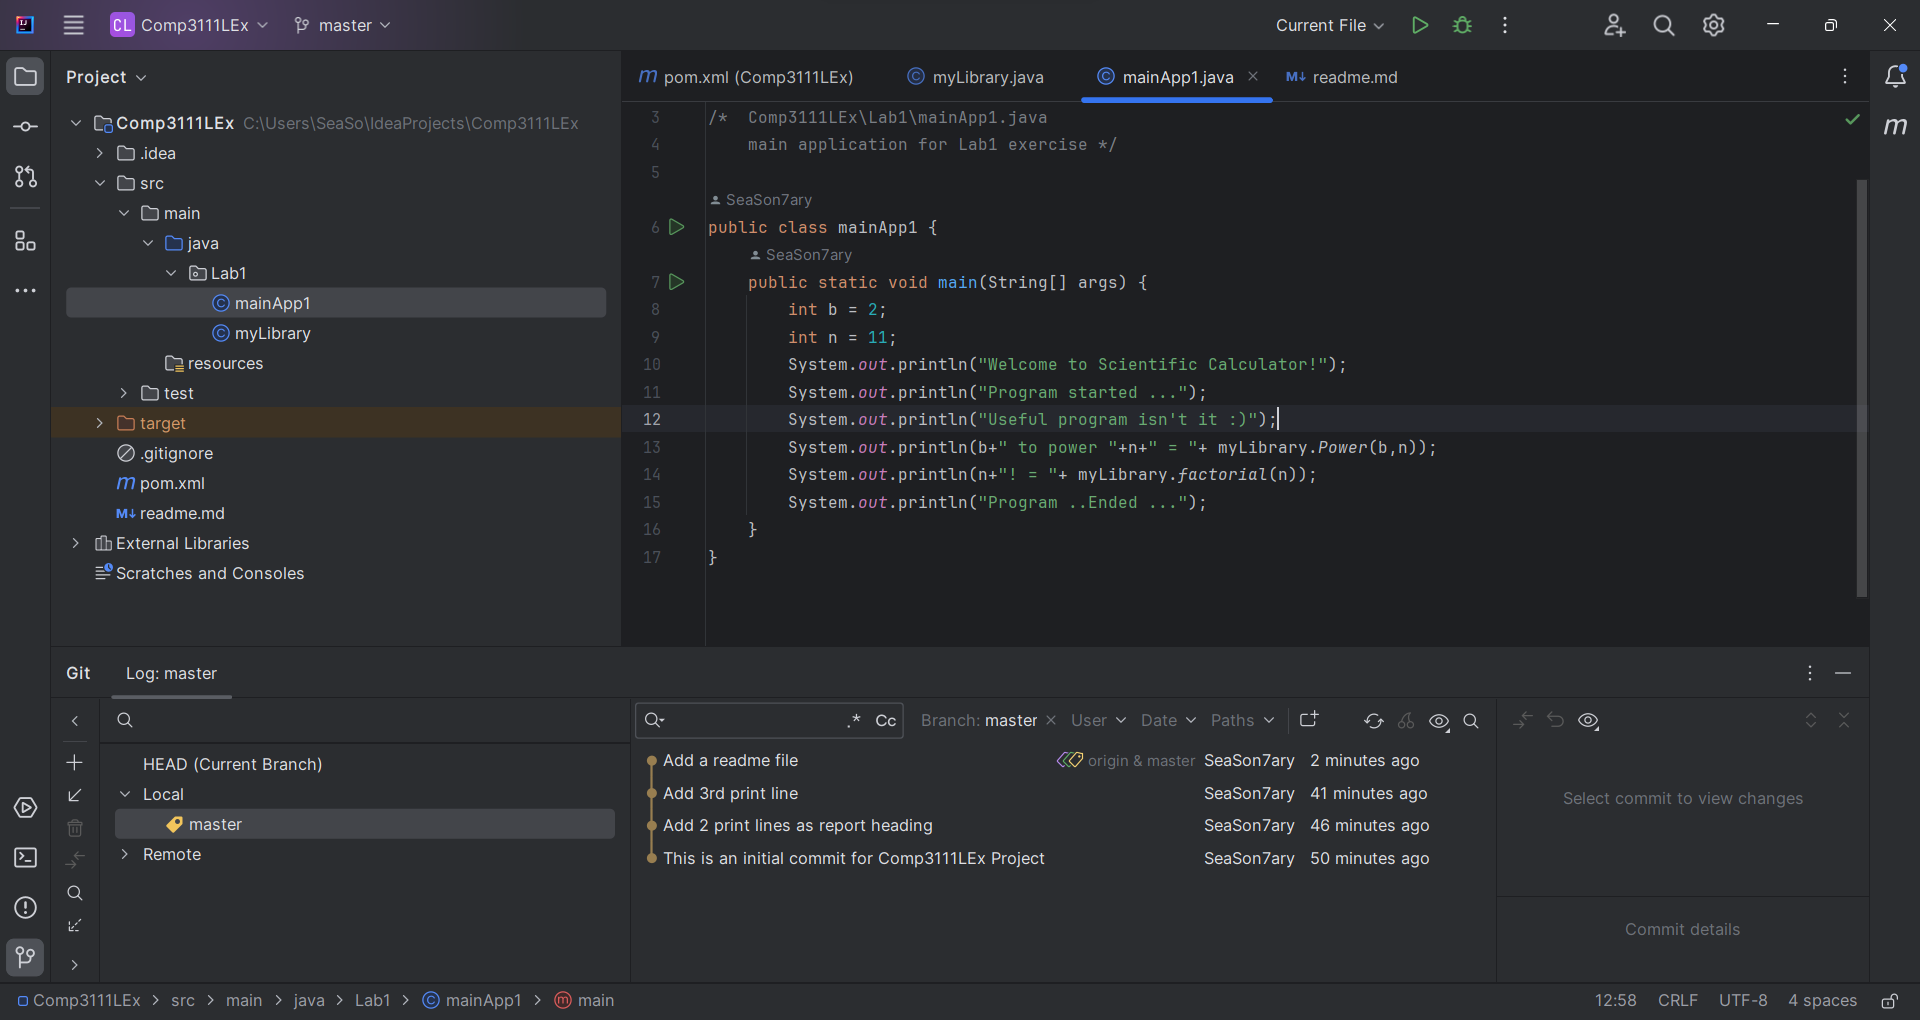 CL Comp3111LEx master Current File
Project
Comp3111LEx C:\Users\SeaSo\IdeaProjects\Comp3111LEx
.idea
src
main
java
Lab1
mainApp1
myLibrary
resources
test
target
.gitignore
pom.xml
readme.md
External Libraries
Scratches and Consoles
pom.xml (Comp3111LEx) myLibrary.java mainApp1.java readme.md
3 /* Comp3111LEx\Lab1\mainApp1.java
4 main application for Lab1 exercise */
5
SeaSon7ary
6 public class mainApp1 {
SeaSon7ary
7 public static void main(String[] args) {
8 int b = 2;
9 int n = 11;
10 System.out.println("Welcome to Scientific Calculator!");
11 System.out.println("Program started ...");
12 System.out.println("Useful program isn't it :)");
13 System.out.println(b+" to power "+n+" = "+ myLibrary.Power(b,n));
14 System.out.println(n+"! = "+ myLibrary.factorial(n));
15 System.out.println("Program ..Ended ...");
16 }
17 }
Git Log: master
HEAD (Current Branch)
Local
master
Remote
.* Cc Branch: master User Date Paths
Add a readme file origin & master SeaSon7ary 2 minutes ago
Add 3rd print line SeaSon7ary 41 minutes ago
Add 2 print lines as report heading SeaSon7ary 46 minutes ago
This is an initial commit for Comp3111LEx Project SeaSon7ary 50 minutes ago
Select commit to view changes
Commit details
Comp3111LEx > src > main > java > Lab1 > mainApp1 > main 12:58 CRLF UTF-8 4 spaces